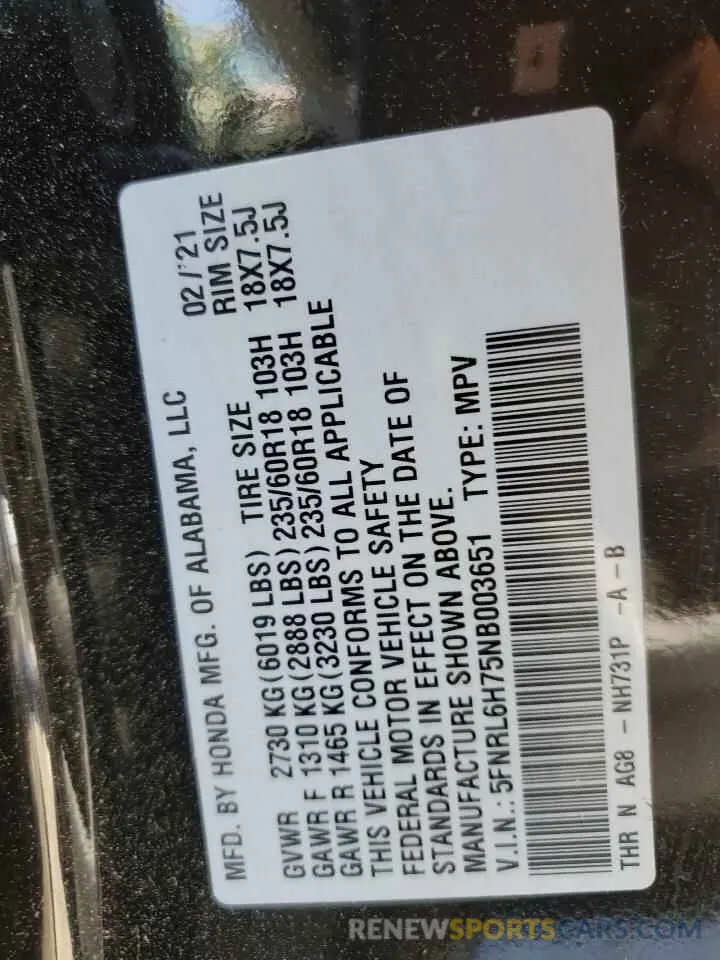 MFD. BY HONDA MFG. OF ALABAMA, LLC 02/'21
TIRE SIZE RIM SIZE
GVWR 2730 KG(6019 LBS)
GAWR F 1310 KG(2888 LBS)235/60R18 103H 18X7.5J
GAWR R 1465 KG(3230 LBS)235/60R18 103H 18X7.5J
THIS VEHICLE CONFORMS TO ALL APPLICABLE
FEDERAL MOTOR VEHICLE SAFETY
STANDARDS IN EFFECT ON THE DATE OF
MANUFACTURE SHOWN ABOVE.
V.I.N.: 5FNRL6H75NB003651 TYPE: MPV
THR N AG8 - NH731P -A -B
RENEWSPORTSCARS.COM